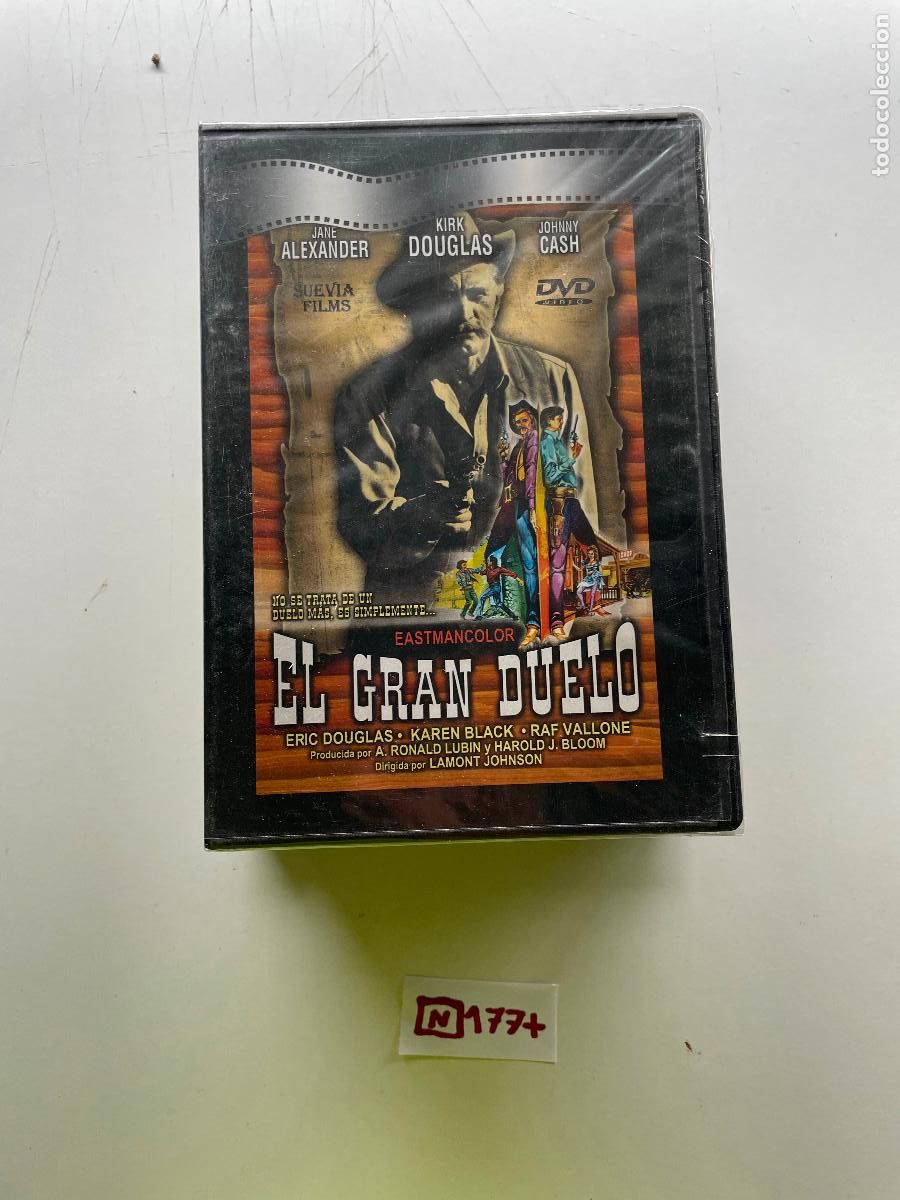 todocoleccion
JANE KIRK JOHNNY
ALEXANDER DOUGLAS CASH
SUEVIA
FILMS
DVD
VIDEO
NO SE TRATA DE UN
DUELO MAS, ES SIMPLEMENTE...
EASTMANCOLOR
EL GRAN DUELO
ERIC DOUGLAS • KAREN BLACK • RAF VALLONE
Producida por A. RONALD LUBIN y HAROLD J. BLOOM
Dirigida por LAMONT JOHNSON
N 177+